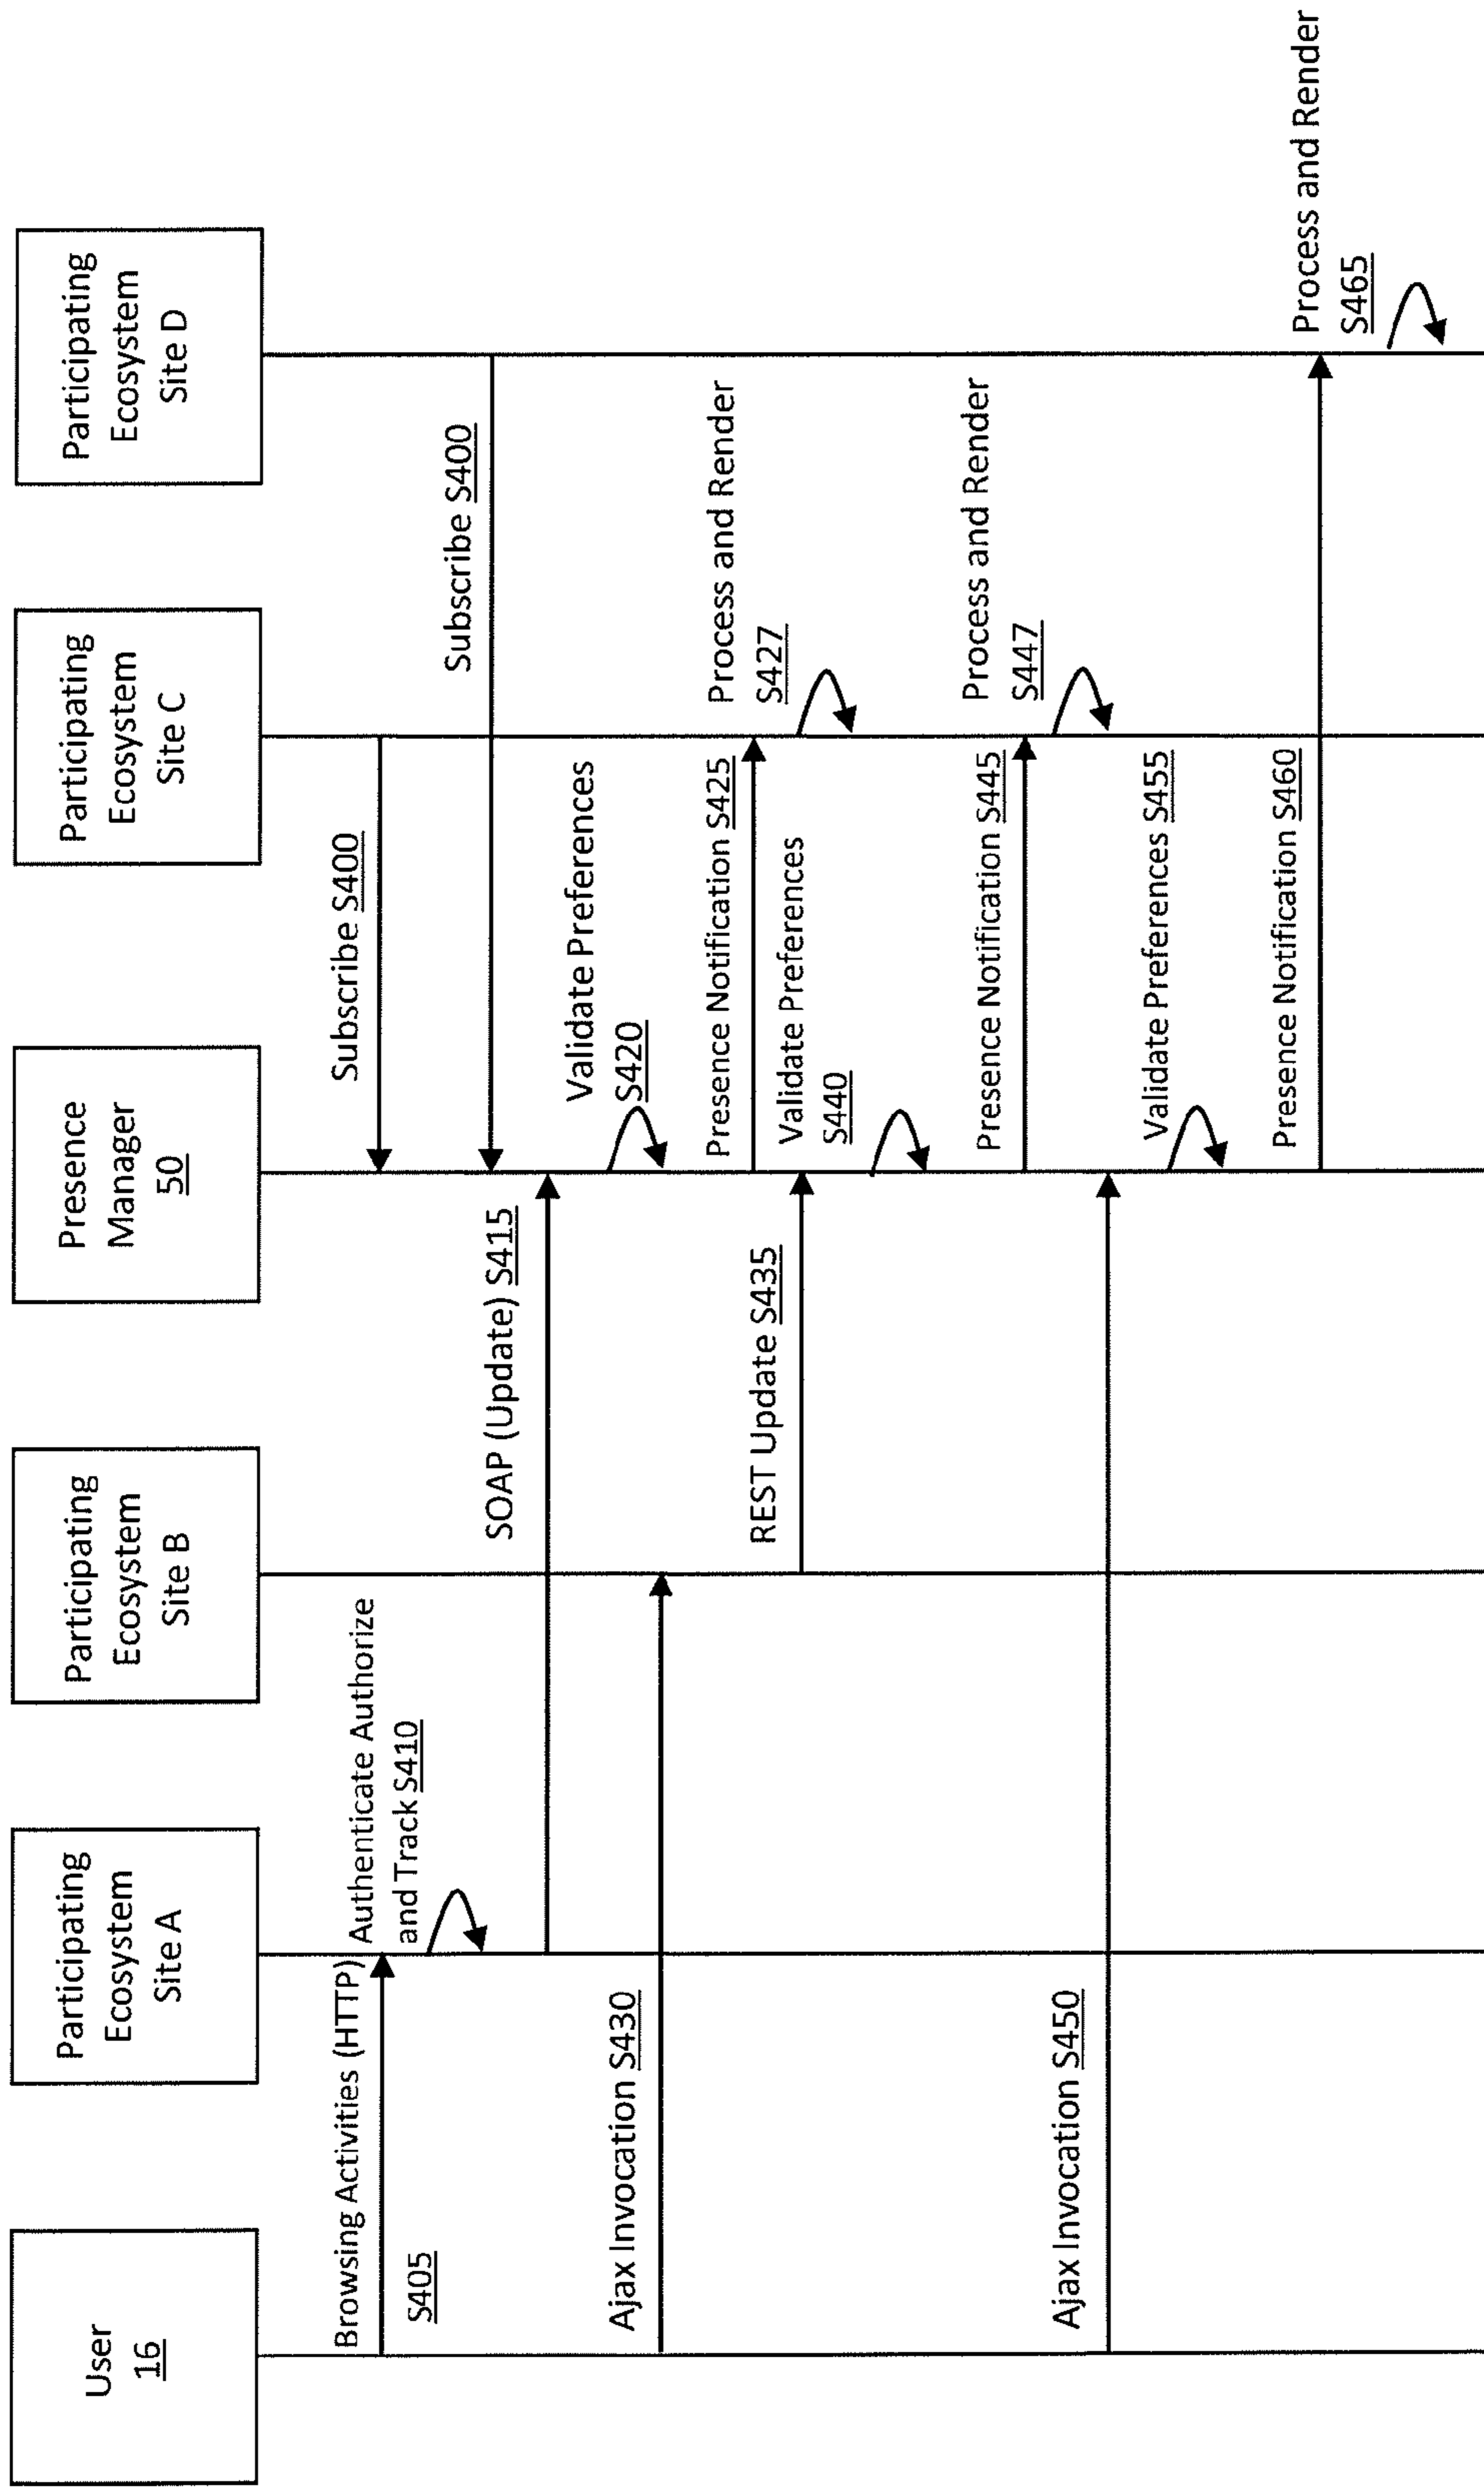 User
16
Participating
Ecosystem
Site A
Participating
Ecosystem
Site B
Presence
Manager
50
Participating
Ecosystem
Site C
Participating
Ecosystem
Site D
Browsing Activities (HTTP)
S405
Authenticate Authorize
and Track S410
Subscribe S400
Subscribe S400
SOAP (Update) S415
Validate Preferences
S420
Ajax Invocation S430
Presence Notification S425
Process and Render
S427
REST Update S435
Validate Preferences
S440
Presence Notification S445
Process and Render
S447
Ajax Invocation S450
Validate Preferences S455
Presence Notification S460
Process and Render
S465